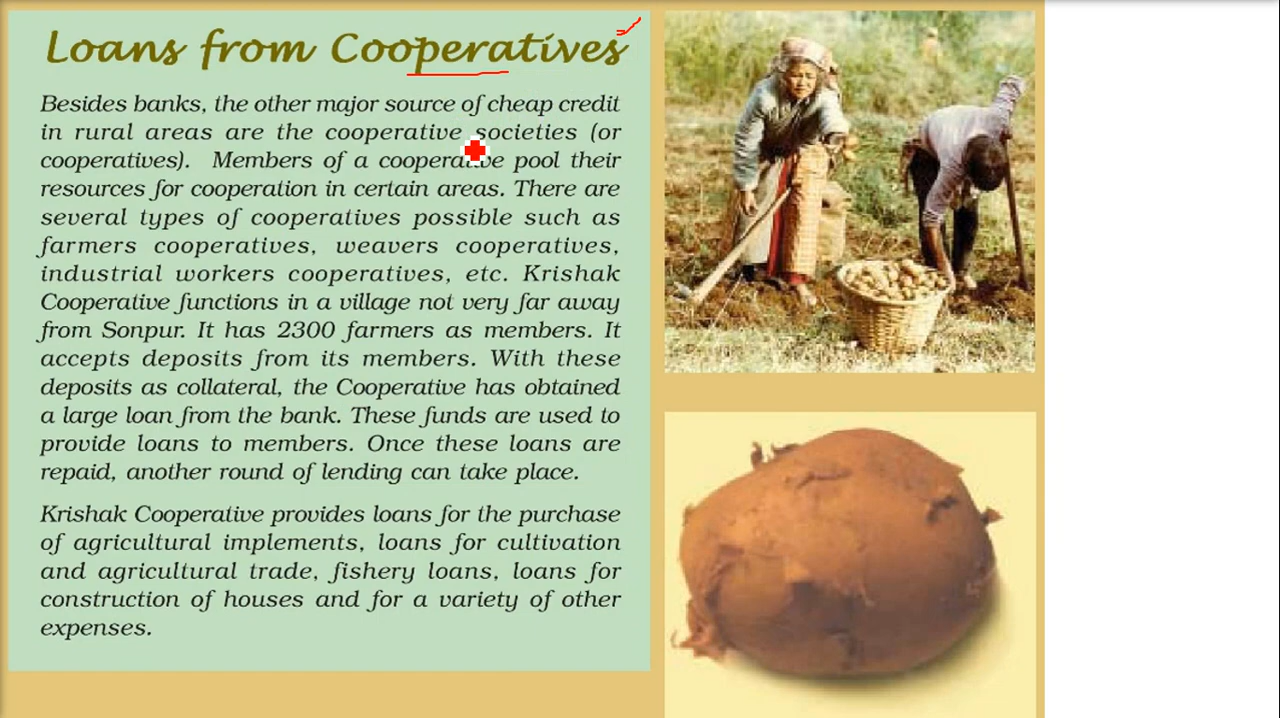 Loans from Cooperatives
Besides banks, the other major source of cheap credit
in rural areas are the cooperative societies (or
cooperatives). Members of a cooperative pool their
resources for cooperation in certain areas. There are
several types of cooperatives possible such as
farmers cooperatives, weavers cooperatives,
industrial workers cooperatives, etc. Krishak
Cooperative functions in a village not very far away
from Sonpur. It has 2300 farmers as members. It
accepts deposits from its members. With these
deposits as collateral, the Cooperative has obtained
a large loan from the bank. These funds are used to
provide loans to members. Once these loans are
repaid, another round of lending can take place.
Krishak Cooperative provides loans for the purchase
of agricultural implements, loans for cultivation
and agricultural trade, fishery loans, loans for
construction of houses and for a variety of other
expenses.